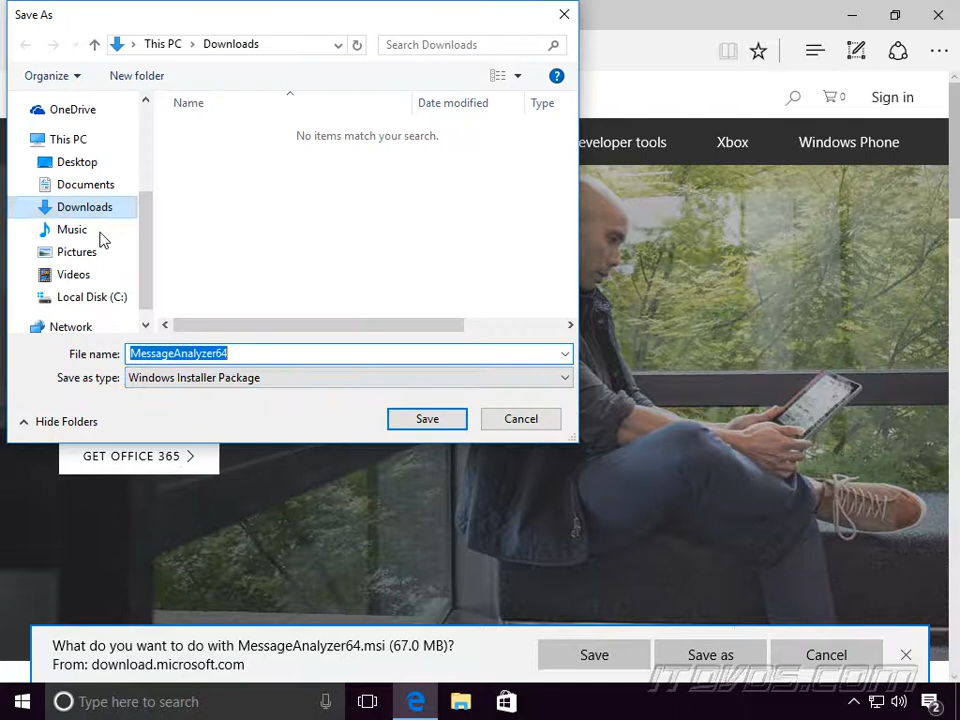 Save As
This PC > Downloads
Search Downloads
Organize
New folder
OneDrive
This PC
Desktop
Documents
Downloads
Music
Pictures
Videos
Local Disk (C:)
Network
Name
Date modified
Type
No items match your search.
File name: MessageAnalyzer64
Save as type: Windows Installer Package
Hide Folders
Save
Cancel
0
Sign in
eveloper tools
Xbox
Windows Phone
GET OFFICE 365 >
What do you want to do with MessageAnalyzer64.msi (67.0 MB)?
From: download.microsoft.com
Save
Save as
Cancel
ITdvds.com
Type here to search
2